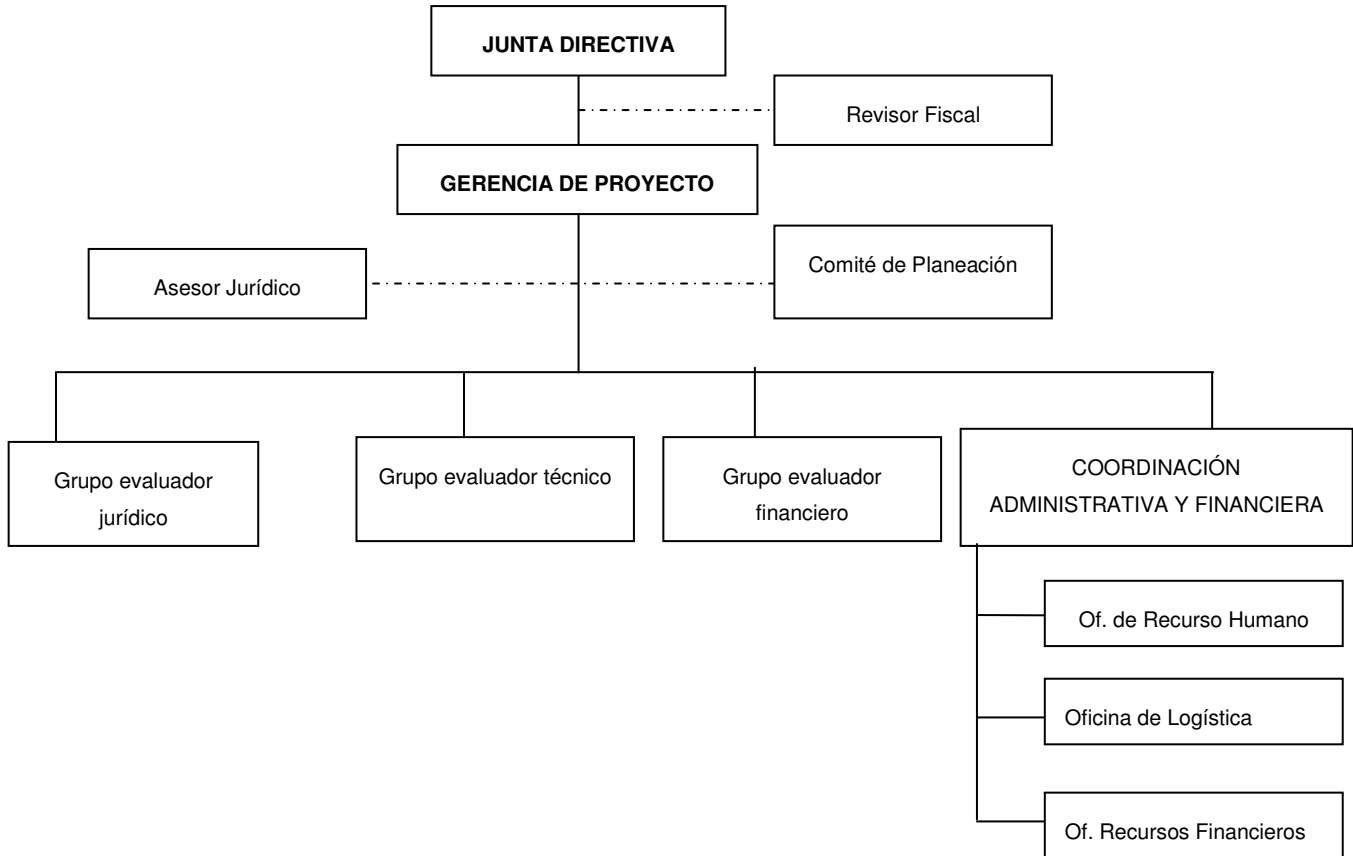 JUNTA DIRECTIVA
Revisor Fiscal
GERENCIA DE PROYECTO
Comité de Planeación
Asesor Jurídico
Grupo evaluador
jurídico
Grupo evaluador técnico
Grupo evaluador
financiero
COORDINACIÓN
ADMINISTRATIVA Y FINANCIERA
Of. de Recurso Humano
Oficina de Logística
Of. Recursos Financieros